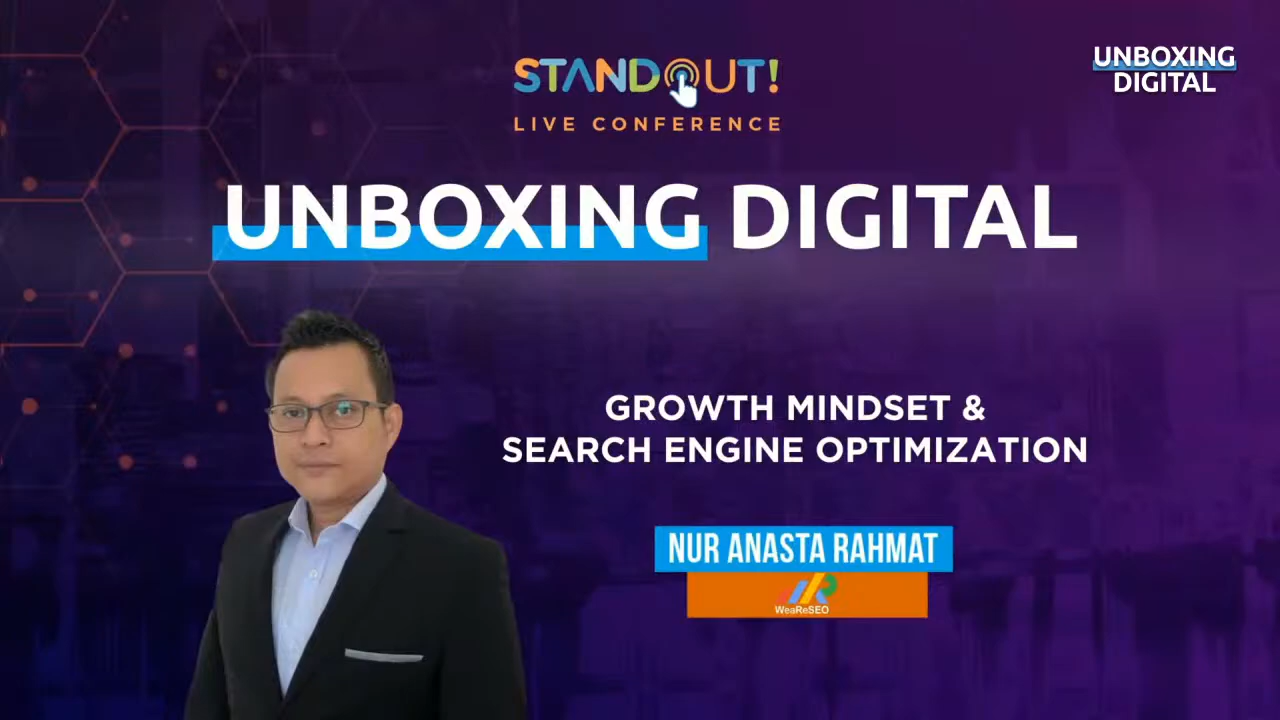 STANDOUT!
LIVE CONFERENCE
UNBOXING
DIGITAL
UNBOXING DIGITAL
GROWTH MINDSET &
SEARCH ENGINE OPTIMIZATION
NUR ANASTA RAHMAT
WeaReSEO